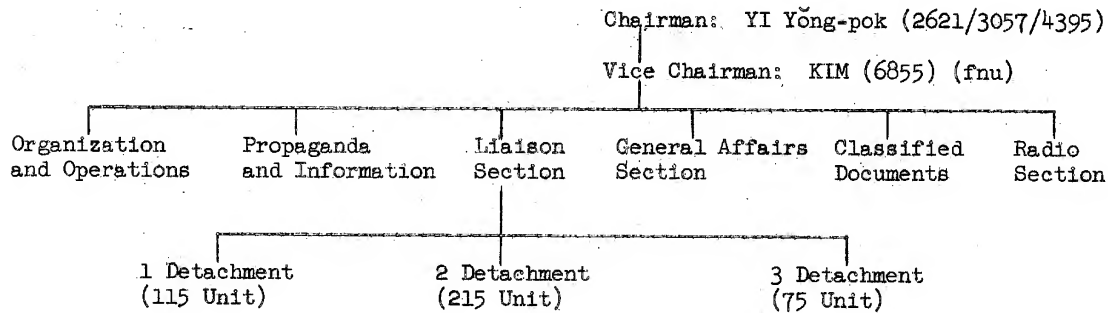 Chairman: YI Yŏng-pok (2621/3057/4395)
Vice Chairman: KIM (6855) (fnu)
Organization and Operations
Propaganda and Information
Liaison Section
General Affairs Section
Classified Documents
Radio Section
1 Detachment (115 Unit)
2 Detachment (215 Unit)
3 Detachment (75 Unit)